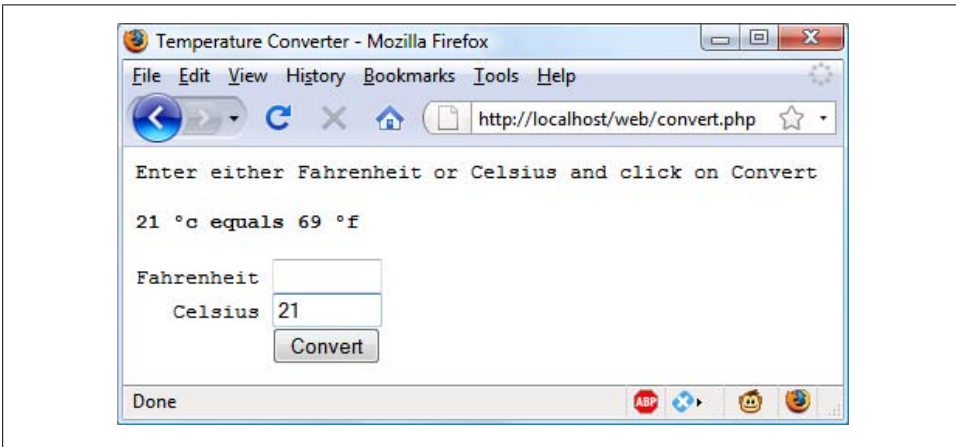 Temperature Converter - Mozilla Firefox
File Edit View History Bookmarks Tools Help
http://localhost/web/convert.php
Enter either Fahrenheit or Celsius and click on Convert
21 °c equals 69 °f
Fahrenheit
Celsius 21
Convert
Done ABP